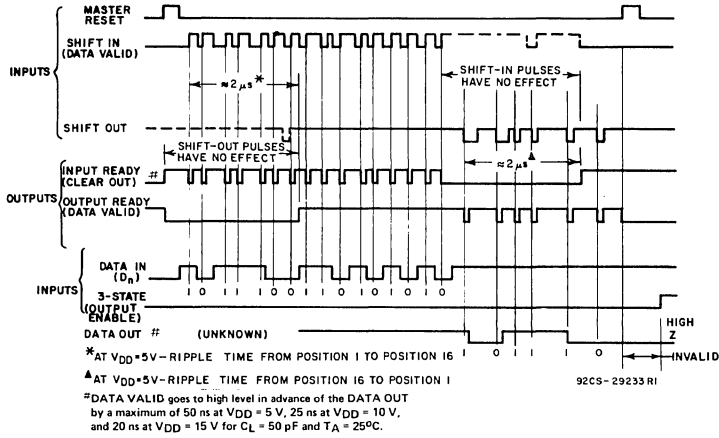 MASTER
RESET
SHIFT IN
(DATA VALID)
INPUTS
≈2 μs*
SHIFT-IN PULSES
HAVE NO EFFECT
SHIFT OUT
SHIFT-OUT PULSES
HAVE NO EFFECT
≈2 μs▲
INPUT READY #
(CLEAR OUT)
OUTPUTS
OUTPUT READY
(DATA VALID)
DATA IN
(Dn)
INPUTS
1 0 1 1 1 0 0 1 1 0 1 0 1 0
3-STATE
(OUTPUT
ENABLE)
DATA OUT # (UNKNOWN)
HIGH
Z
1 0 1 1 1 0
INVALID
*AT VDD=5V-RIPPLE TIME FROM POSITION 1 TO POSITION 16
▲AT VDD=5V-RIPPLE TIME FROM POSITION 16 TO POSITION 1
92CS-29233R1
#DATA VALID goes to high level in advance of the DATA OUT
by a maximum of 50 ns at VDD = 5 V, 25 ns at VDD = 10 V,
and 20 ns at VDD = 15 V for CL = 50 pF and TA = 25°C.